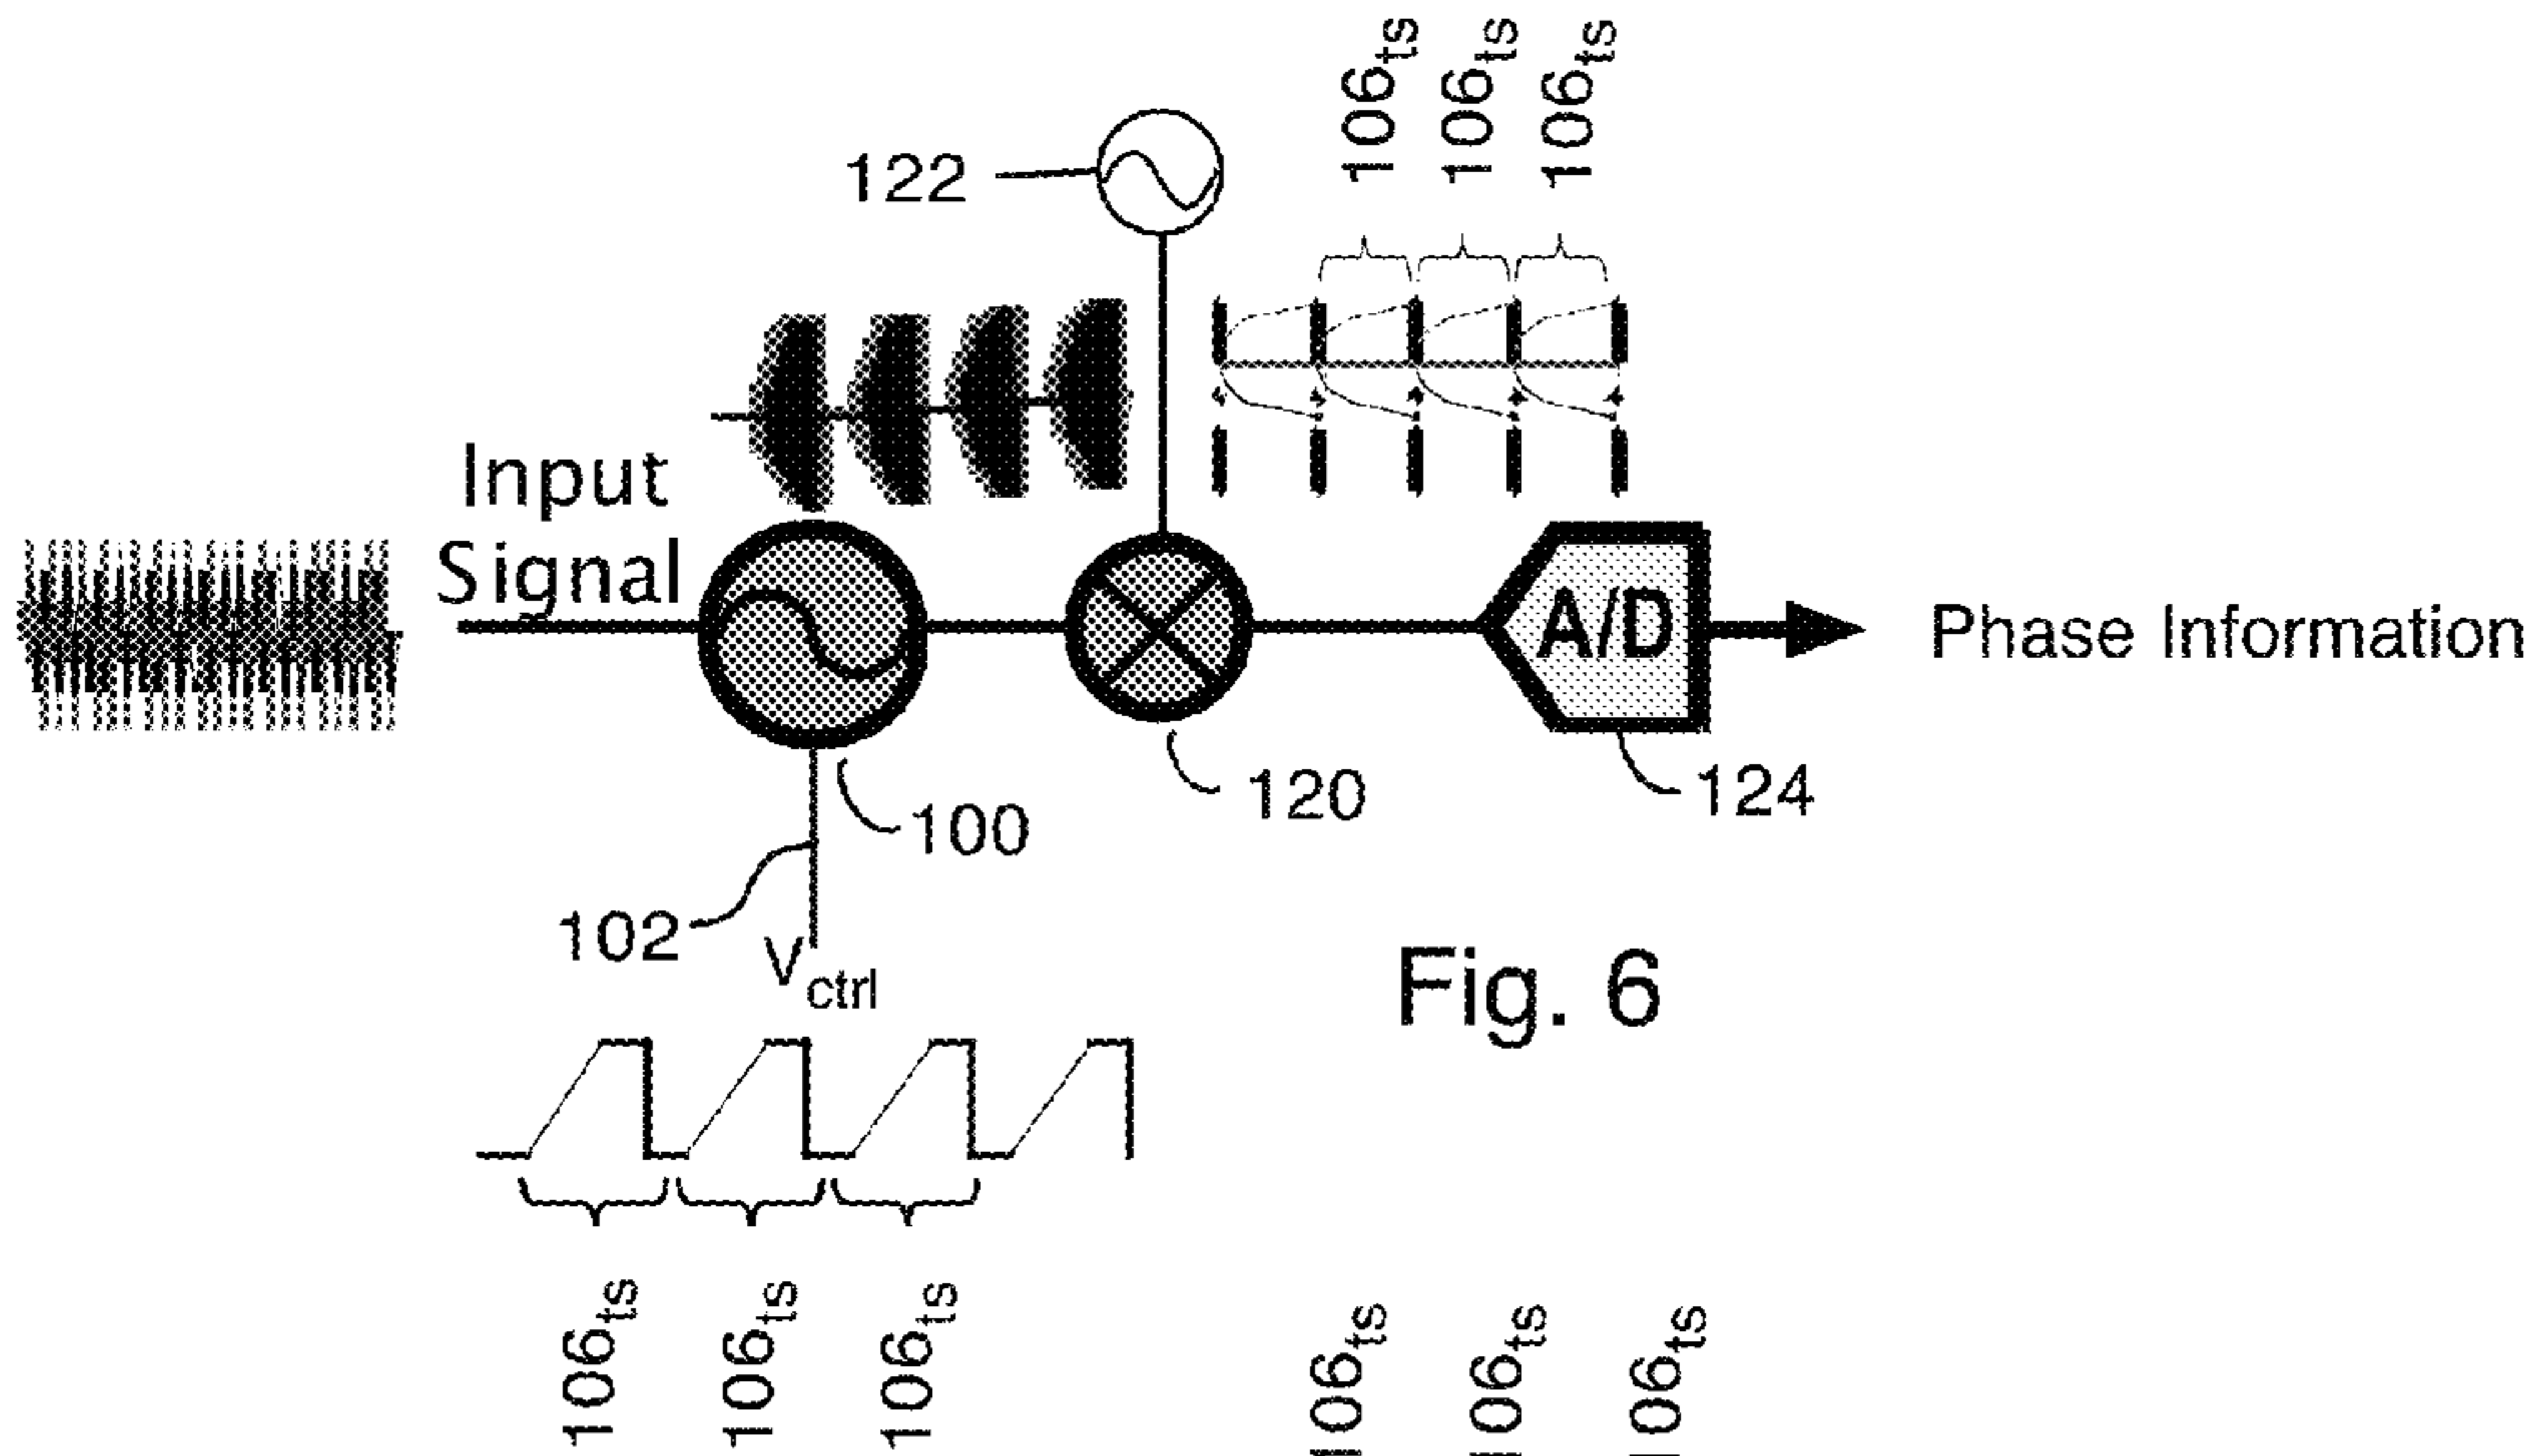 106ts 106ts 106ts
122
Input
Signal
A/D
Phase Information
120
124
100
102
Vctrl
Fig. 6
106ts 106ts 106ts
106ts 106ts 106ts